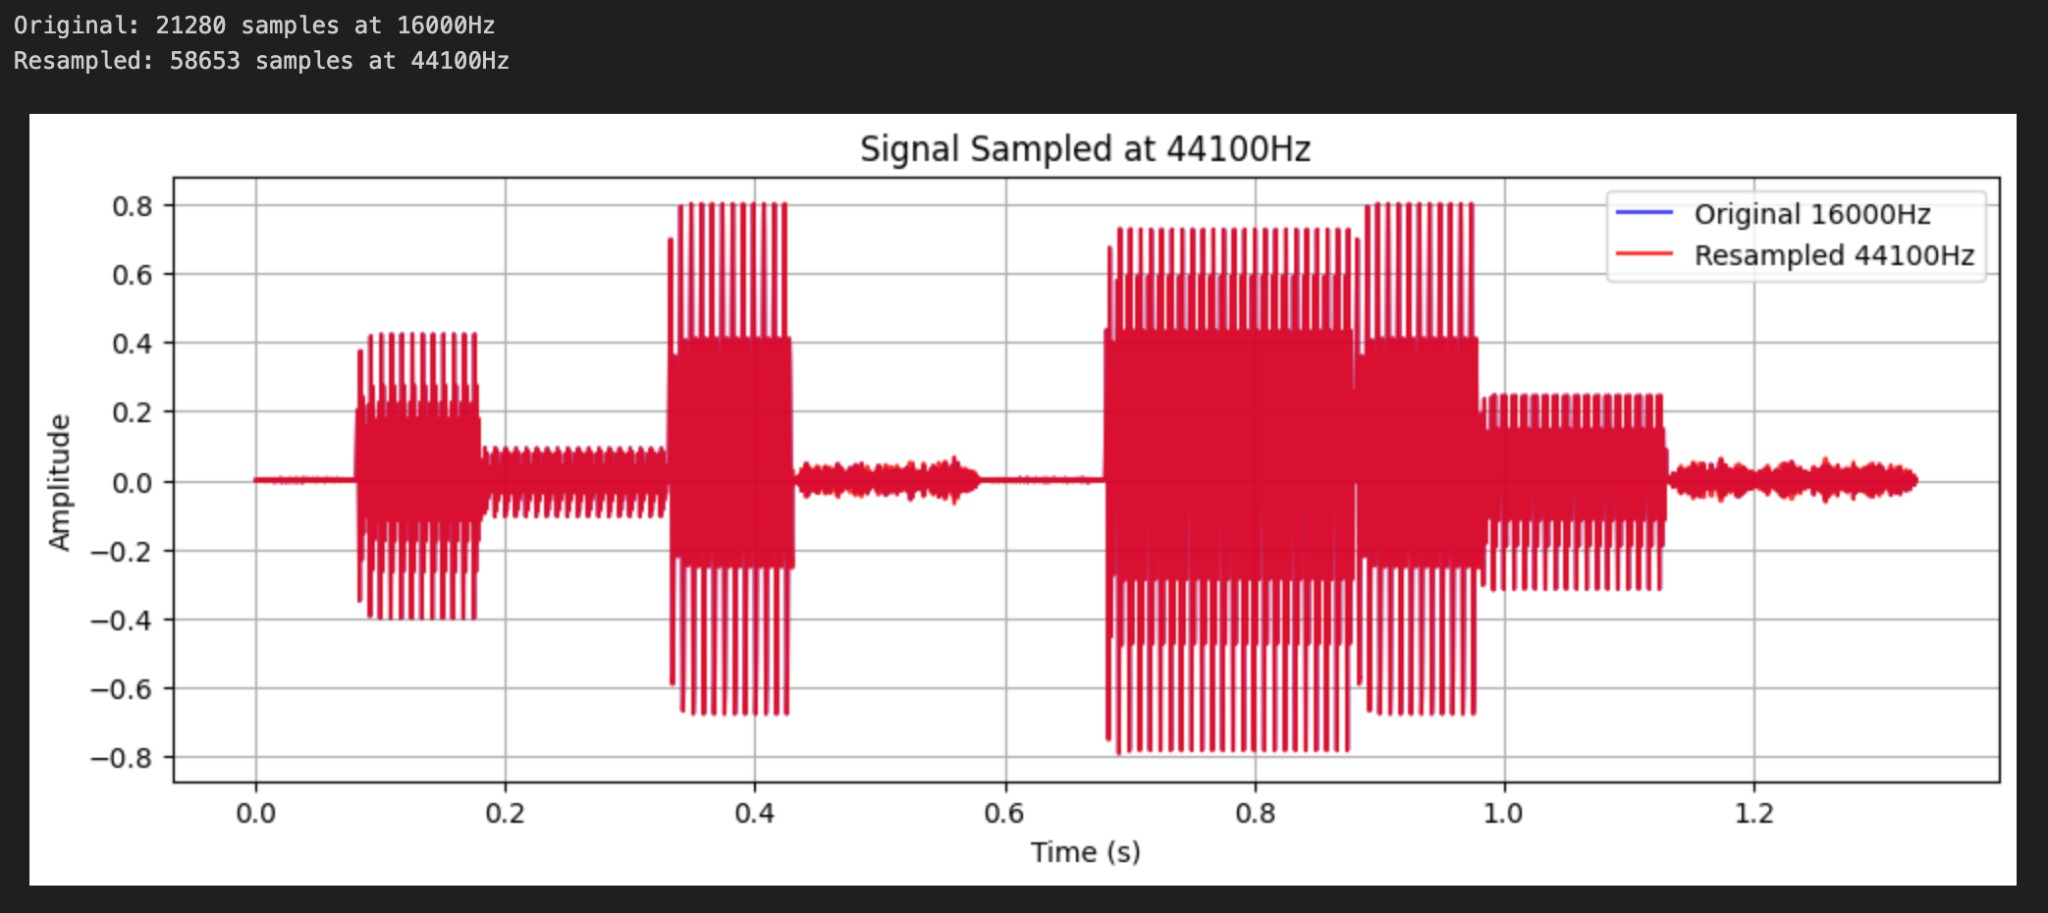 Original: 21280 samples at 16000Hz
Resampled: 58653 samples at 44100Hz
Signal Sampled at 44100Hz
Original 16000Hz
Resampled 44100Hz
Amplitude
0.8
0.6
0.4
0.2
0.0
−0.2
−0.4
−0.6
−0.8
0.0 0.2 0.4 0.6 0.8 1.0 1.2
Time (s)